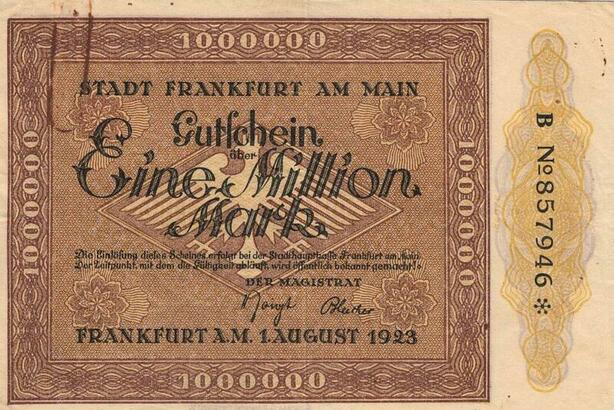 1000000
STADT FRANKFURT AM MAIN
Gutschein
über
Eine Million
Mark
Die Einlösung dieses Scheines erfolgt bei der Stadthauptkasse Frankfurt am Main.
Der Zeitpunkt, mit dem die Gültigkeit abläuft, wird öffentlich bekannt gemacht!
DER MAGISTRAT
FRANKFURT A.M. 1. AUGUST 1923
1000000
1000000
1000000
B No 857946 *